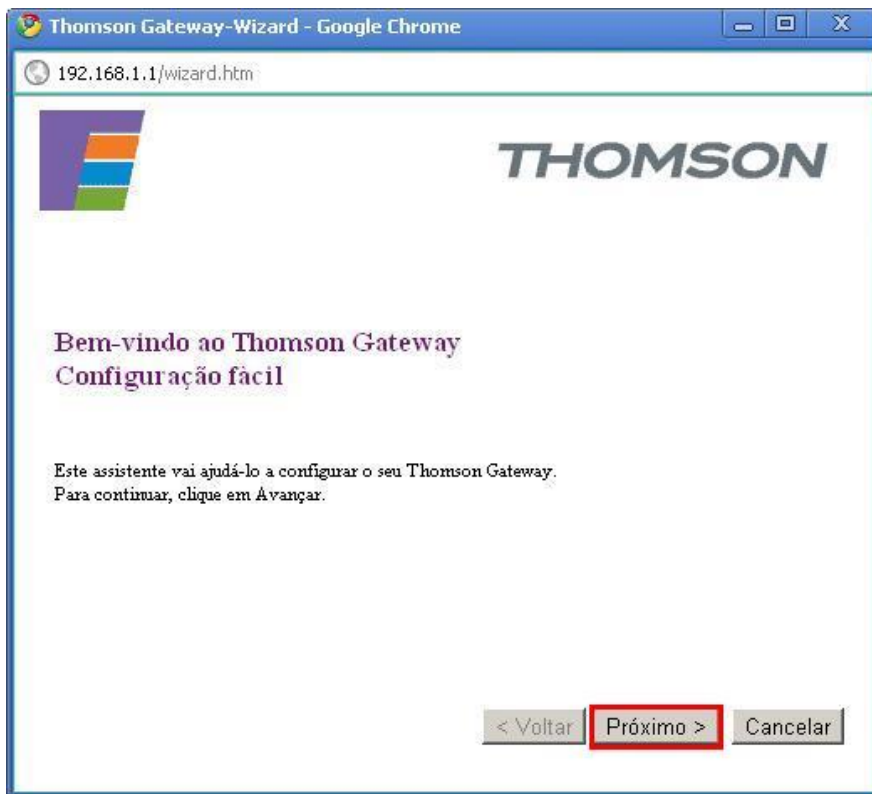 Thomson Gateway-Wizard - Google Chrome
192.168.1.1/wizard.htm
THOMSON
Bem-vindo ao Thomson Gateway
Configuração fàcil
Este assistente vai ajudá-lo a configurar o seu Thomson Gateway.
Para continuar, clique em Avançar.
< Voltar Próximo > Cancelar